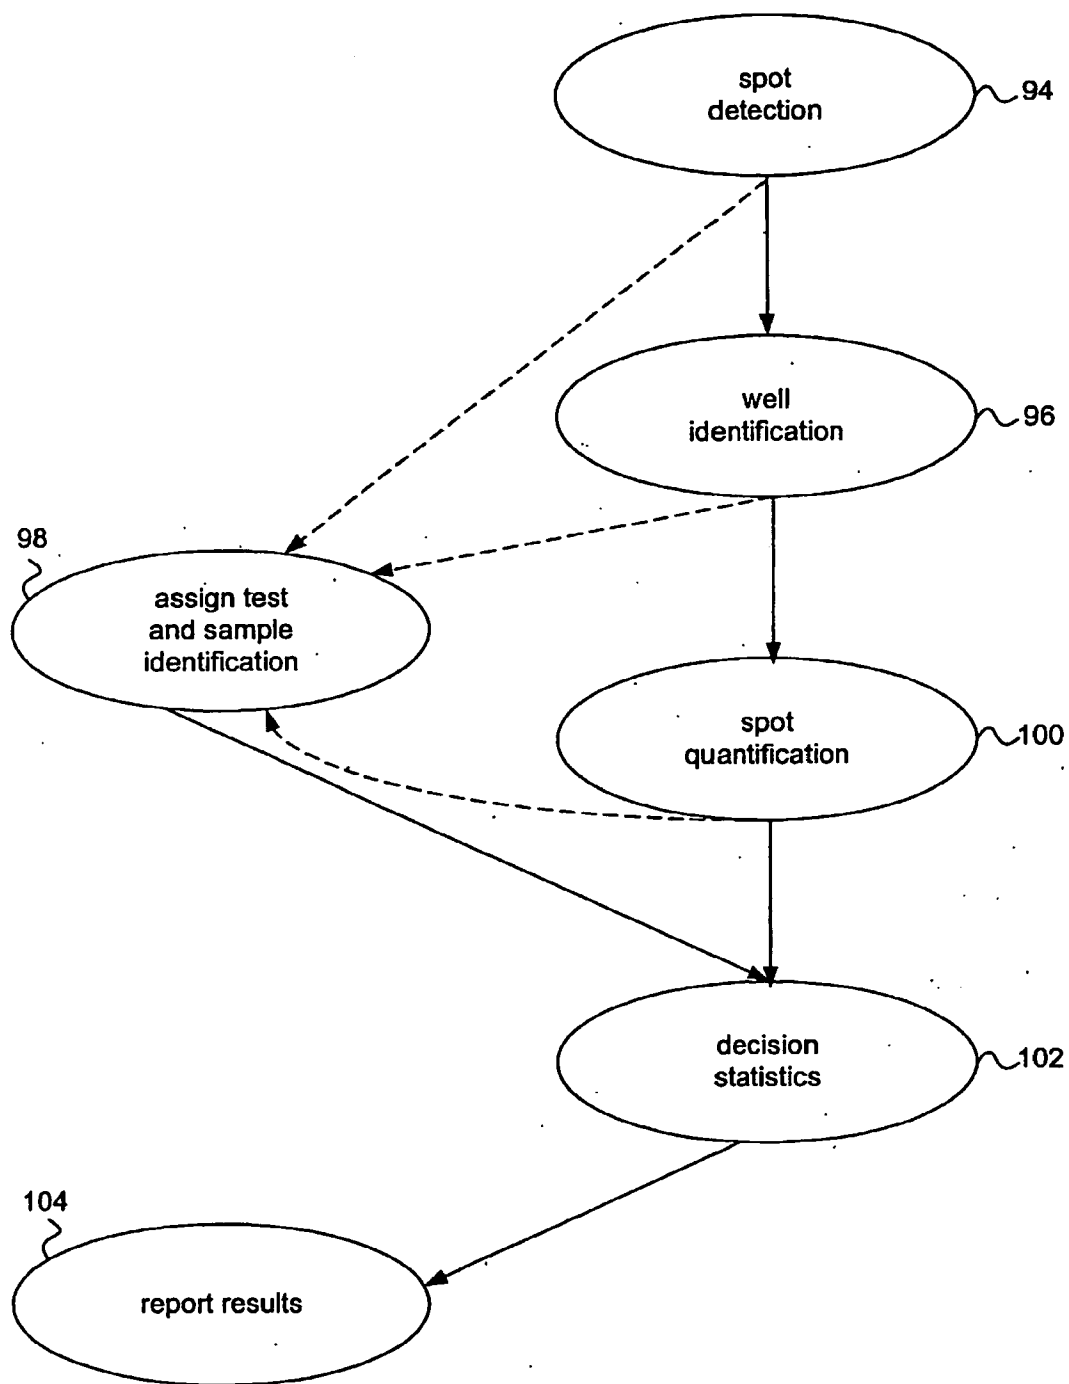 spot
detection
94
well
identification
96
98
assign test
and sample
identification
spot
quantification
100
decision
statistics
102
104
report results